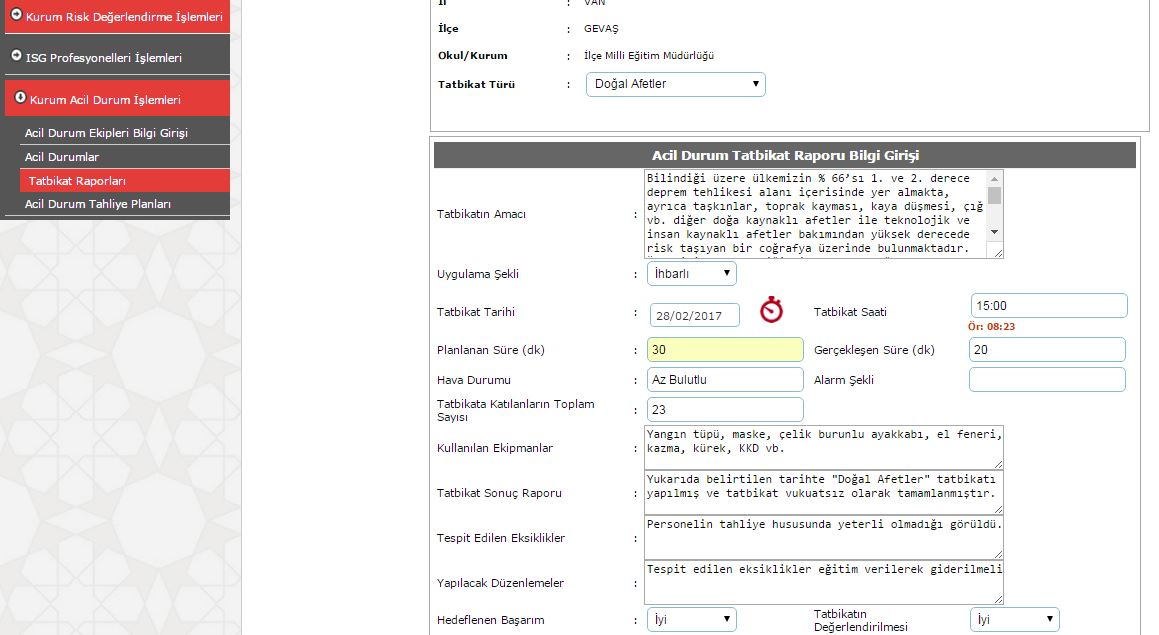 Kurum Risk Değerlendirme İşlemleri
ISG Profesyonelleri İşlemleri
Kurum Acil Durum İşlemleri
Acil Durum Ekipleri Bilgi Girişi
Acil Durumlar
Tatbikat Raporları
Acil Durum Tahliye Planları
İl : VAN
İlçe : GEVAŞ
Okul/Kurum : İlçe Milli Eğitim Müdürlüğü
Tatbikat Türü : Doğal Afetler
Acil Durum Tatbikat Raporu Bilgi Girişi
Tatbikatın Amacı :
Bilindiği üzere ülkemizin % 66’sı 1. ve 2. derece
deprem tehlikesi alanı içerisinde yer almakta,
ayrıca taşkınlar, toprak kayması, kaya düşmesi, çığ
vb. diğer doğa kaynaklı afetler ile teknolojik ve
insan kaynaklı afetler bakımından yüksek derecede
risk taşıyan bir coğrafya üzerinde bulunmaktadır.
Uygulama Şekli : İhbarlı
Tatbikat Tarihi : 28/02/2017 Tatbikat Saati 15:00
Ör: 08:23
Planlanan Süre (dk) : 30 Gerçekleşen Süre (dk) 20
Hava Durumu : Az Bulutlu Alarm Şekli
Tatbikata Katılanların Toplam
Sayısı : 23
Kullanılan Ekipmanlar :
Yangın tüpü, maske, çelik burunlu ayakkabı, el feneri,
kazma, kürek, KKD vb.
Tatbikat Sonuç Raporu :
Yukarıda belirtilen tarihte "Doğal Afetler" tatbikatı
yapılmış ve tatbikat vukuatsız olarak tamamlanmıştır.
Tespit Edilen Eksiklikler :
Personelin tahliye hususunda yeterli olmadığı görüldü.
Yapılacak Düzenlemeler :
Tespit edilen eksiklikler eğitim verilerek giderilmeli
Hedeflenen Başarım : İyi
Tatbikatın
Değerlendirilmesi İyi